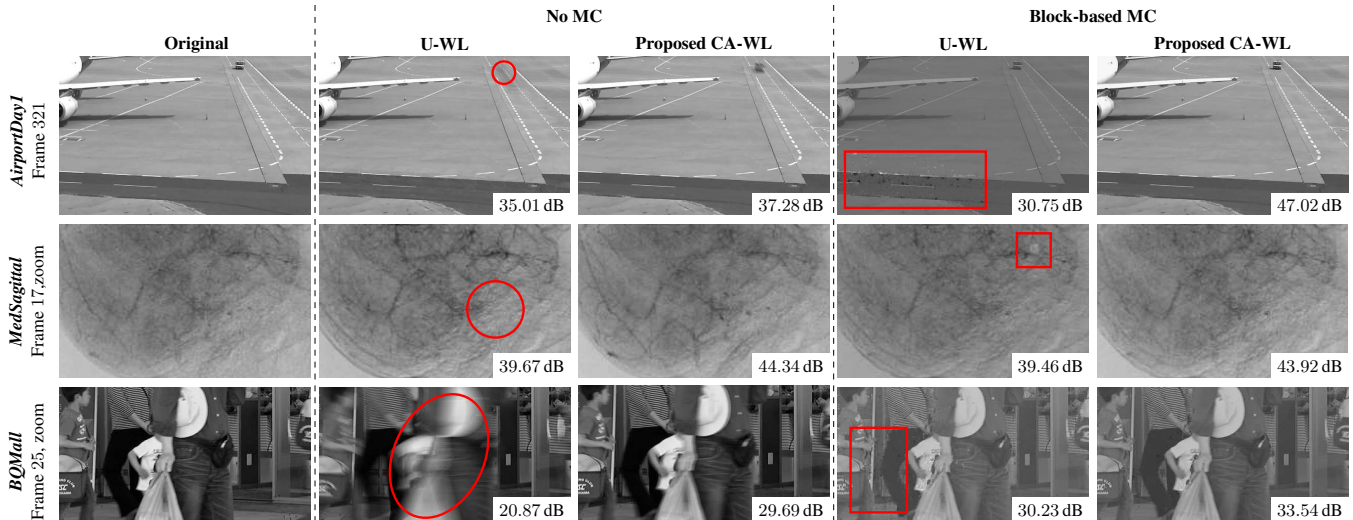 No MC
Block-based MC
Original
U-WL
Proposed CA-WL
U-WL
Proposed CA-WL
AirportDay1
Frame 321
35.01 dB
37.28 dB
30.75 dB
47.02 dB
MedSagittal
Frame 17,zoom
39.67 dB
44.34 dB
39.46 dB
43.92 dB
BQMall
Frame 25, zoom
20.87 dB
29.69 dB
30.23 dB
33.54 dB